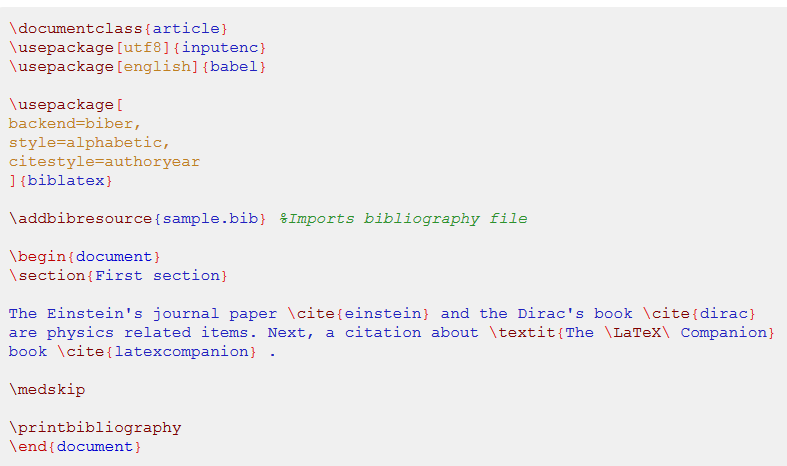 \documentclass{article}
\usepackage[utf8]{inputenc}
\usepackage[english]{babel}
\usepackage[
backend=biber,
style=alphabetic,
citestyle=authoryear
]{biblatex}
\addbibresource{sample.bib} %Imports bibliography file
\begin{document}
\section{First section}
The Einstein's journal paper \cite{einstein} and the Dirac's book \cite{dirac}
are physics related items. Next, a citation about \textit{The \LaTeX\ Companion}
book \cite{latexcompanion} .
\medskip
\printbibliography
\end{document}